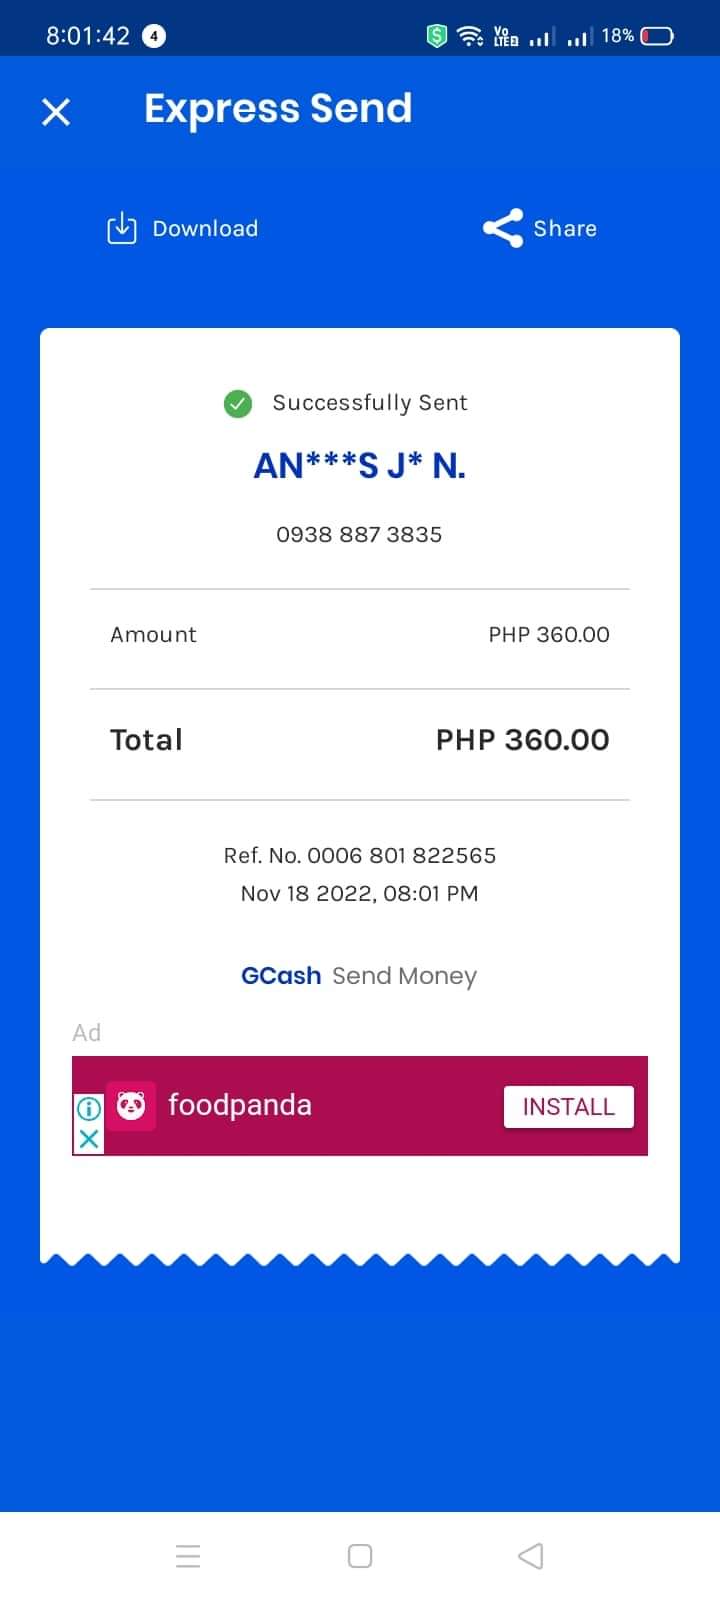 8:01:42 4 Vo LTE2 18%
Express Send
Download Share
Successfully Sent
AN***S J* N.
0938 887 3835
Amount PHP 360.00
Total PHP 360.00
Ref. No. 0006 801 822565
Nov 18 2022, 08:01 PM
GCash Send Money
Ad
foodpanda INSTALL